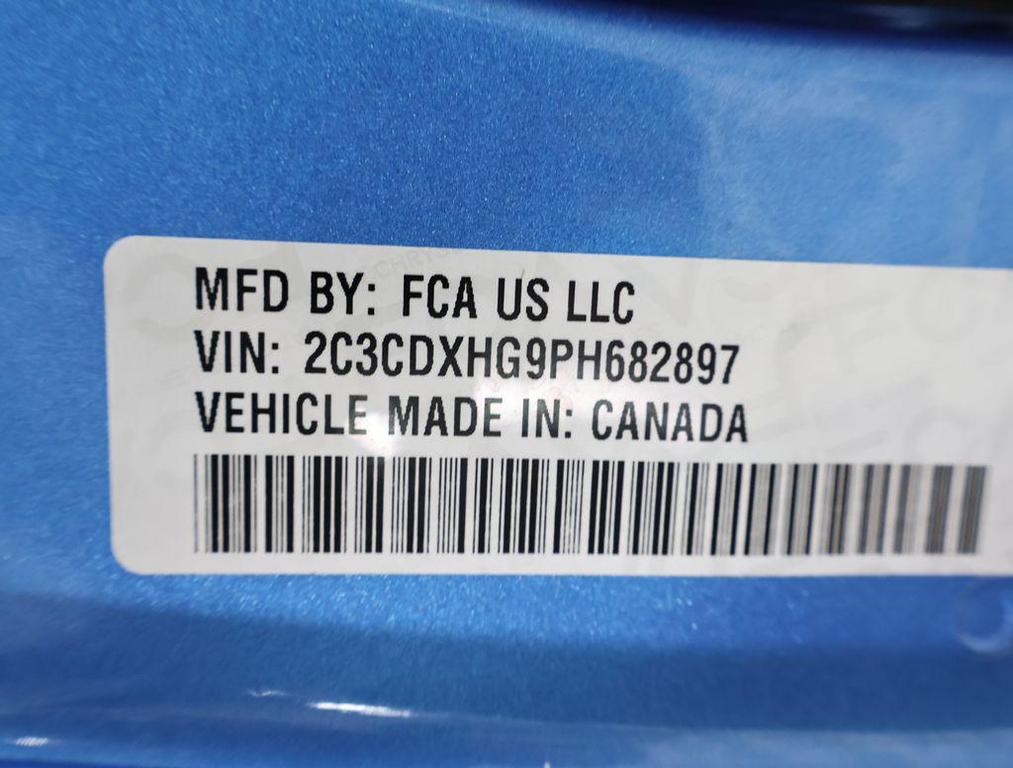 MFD BY: FCA US LLC
VIN: 2C3CDXHG9PH682897
VEHICLE MADE IN: CANADA